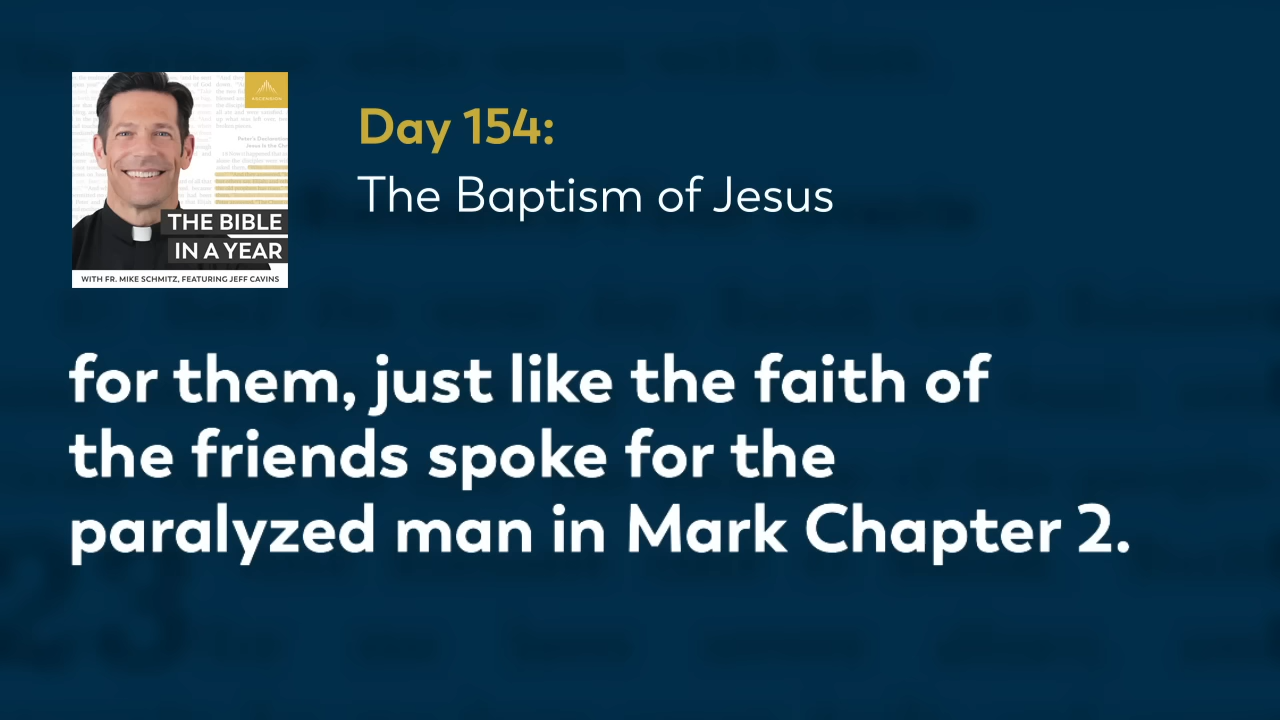 ASCENSION
THE BIBLE
IN A YEAR
WITH FR. MIKE SCHMITZ, FEATURING JEFF CAVINS
Day 154:
The Baptism of Jesus
for them, just like the faith of
the friends spoke for the
paralyzed man in Mark Chapter 2.